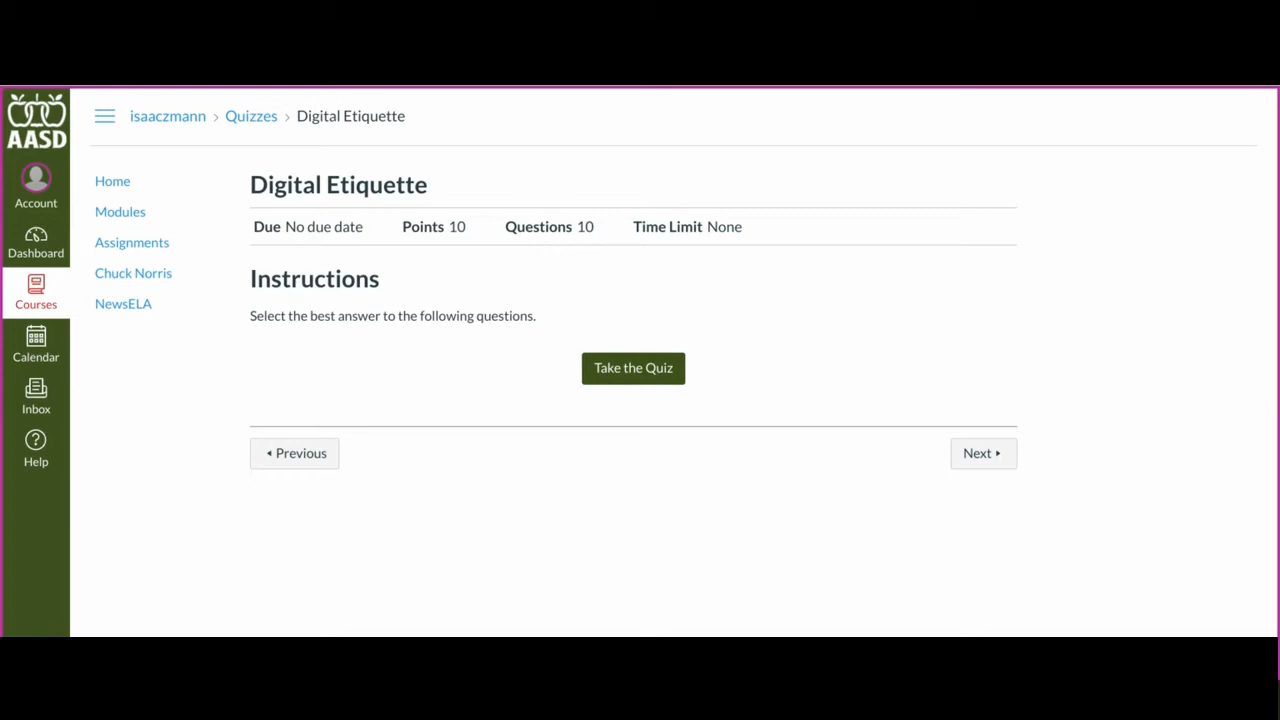 AASD
Account
Dashboard
Courses
Calendar
Inbox
Help
isaaczmann > Quizzes > Digital Etiquette
Home
Modules
Assignments
Chuck Norris
NewsELA
Digital Etiquette
Due No due date Points 10 Questions 10 Time Limit None
Instructions
Select the best answer to the following questions.
Take the Quiz
Previous
Next